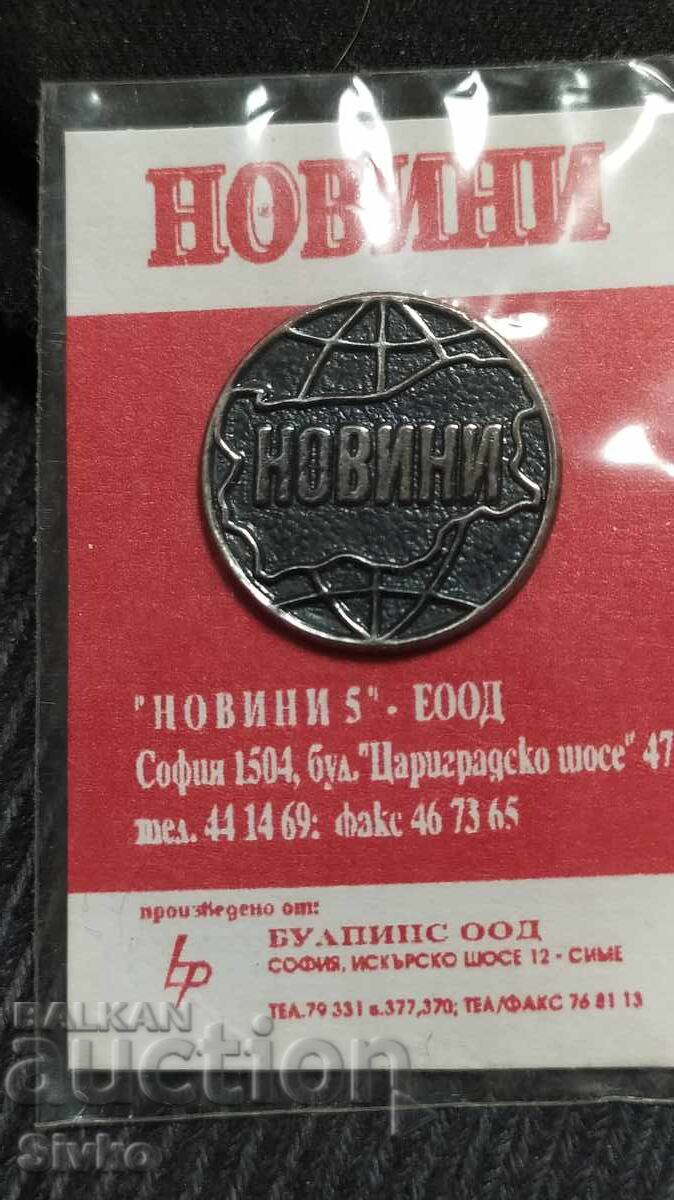 НОВИНИ
НОВИНИ
"НОВИНИ 5" - ЕООД
София 1504, бул. "Цариградско шосе" 47
тел. 44 14 69: факс 46 73 65
произведено от:
bp
БУЛПИНС ООД
СОФИЯ, ИСКЪРСКО ШОСЕ 12 - СИМЕ
ТЕЛ.79 331 в.377,370; ТЕЛ/ФАКС 76 81 13
BALKAN
auction
Sivko